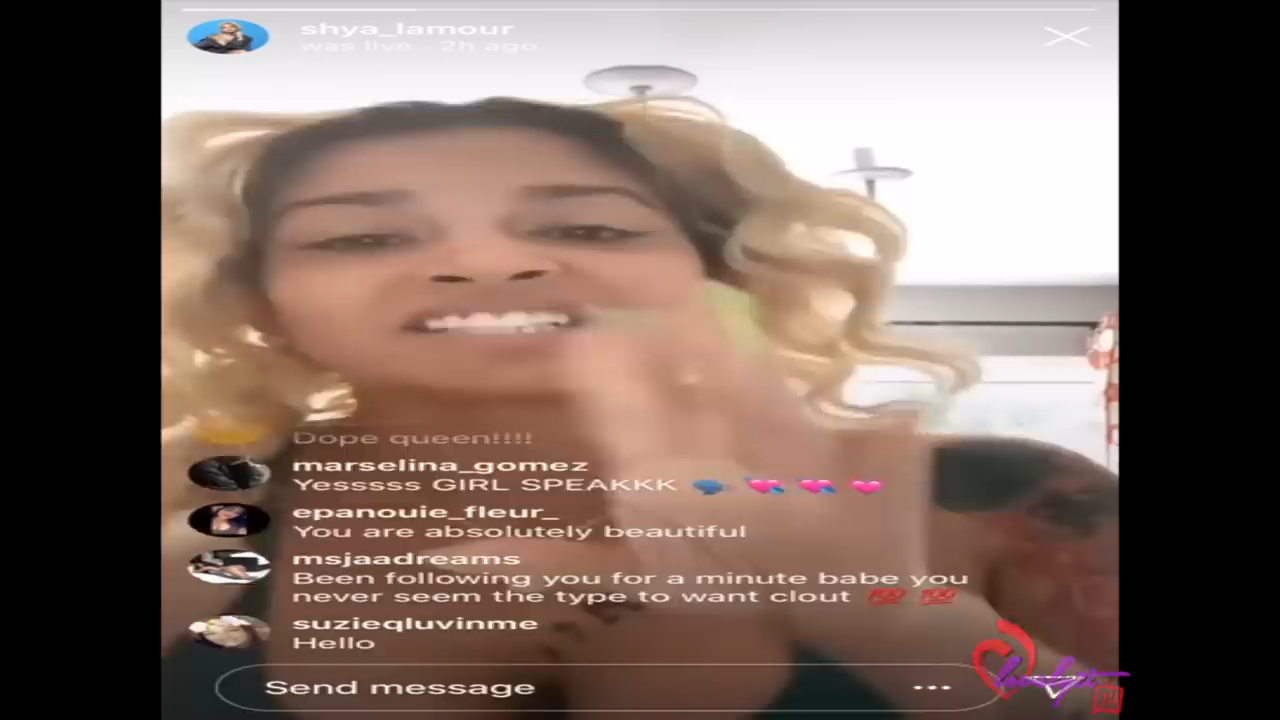 shya_lamour
was live · 2h ago
Dope queen!!!!
marselina_gomez
Yesssss GIRL SPEAKKK 🗣 💘 💘 💗
epanouie_fleur_
You are absolutely beautiful
msjaadreams
Been following you for a minute babe you
never seem the type to want clout 💯 💯
suzieqluvinme
Hello
Send message